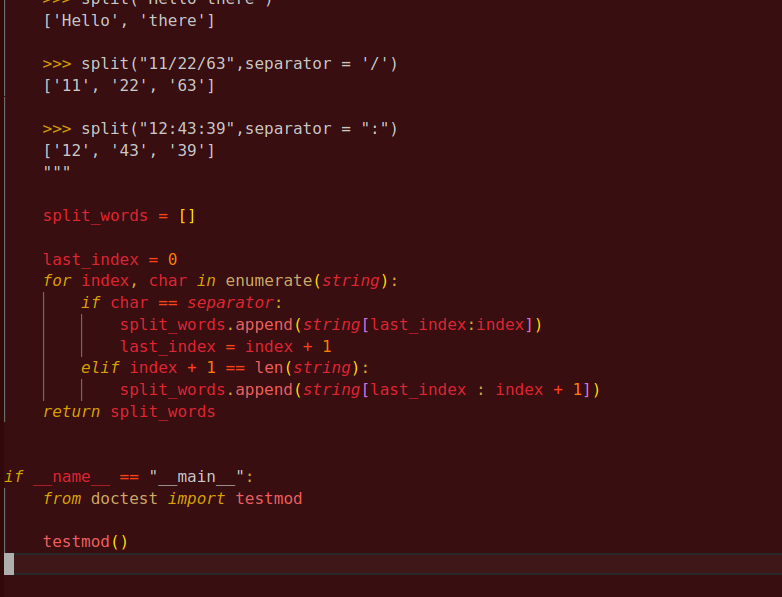 >>> split("Hello there")
['Hello', 'there']
>>> split("11/22/63",separator = '/')
['11', '22', '63']
>>> split("12:43:39",separator = ":")
['12', '43', '39']
"""
split_words = []
last_index = 0
for index, char in enumerate(string):
if char == separator:
split_words.append(string[last_index:index])
last_index = index + 1
elif index + 1 == len(string):
split_words.append(string[last_index : index + 1])
return split_words
if __name__ == "__main__":
from doctest import testmod
testmod()